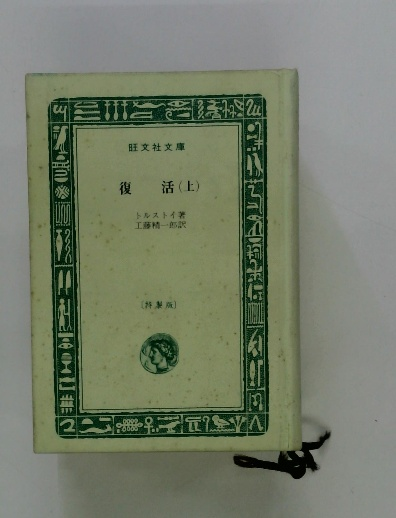 旺文社文庫
復 活(上)
トルストイ著
工藤精一郎訳
[特製版]